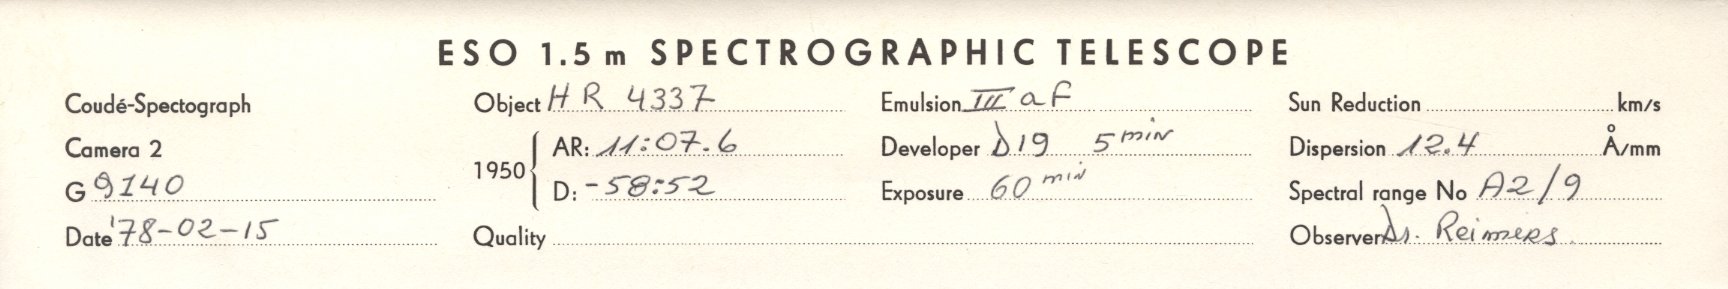 ESO 1.5 m SPECTROGRAPHIC TELESCOPE
Coudé-Spectograph Object HR 4337 Emulsion III aF Sun Reduction km/s
Camera 2 1950 AR: 11:07.6 Developer D19 5 min Dispersion 12.4 Å/mm
G 9140 D: -58:52 Exposure 60 min Spectral range No A2/9
Date '78-02-15 Quality Observer Dr. Reimers